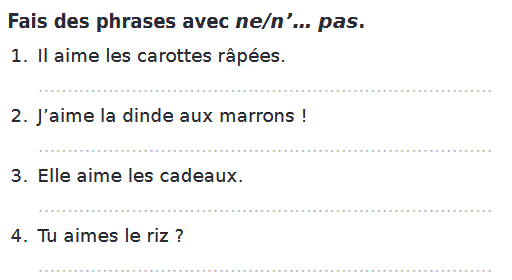 Fais des phrases avec ne/n’… pas.
1. Il aime les carottes râpées.
2. J’aime la dinde aux marrons !
3. Elle aime les cadeaux.
4. Tu aimes le riz ?